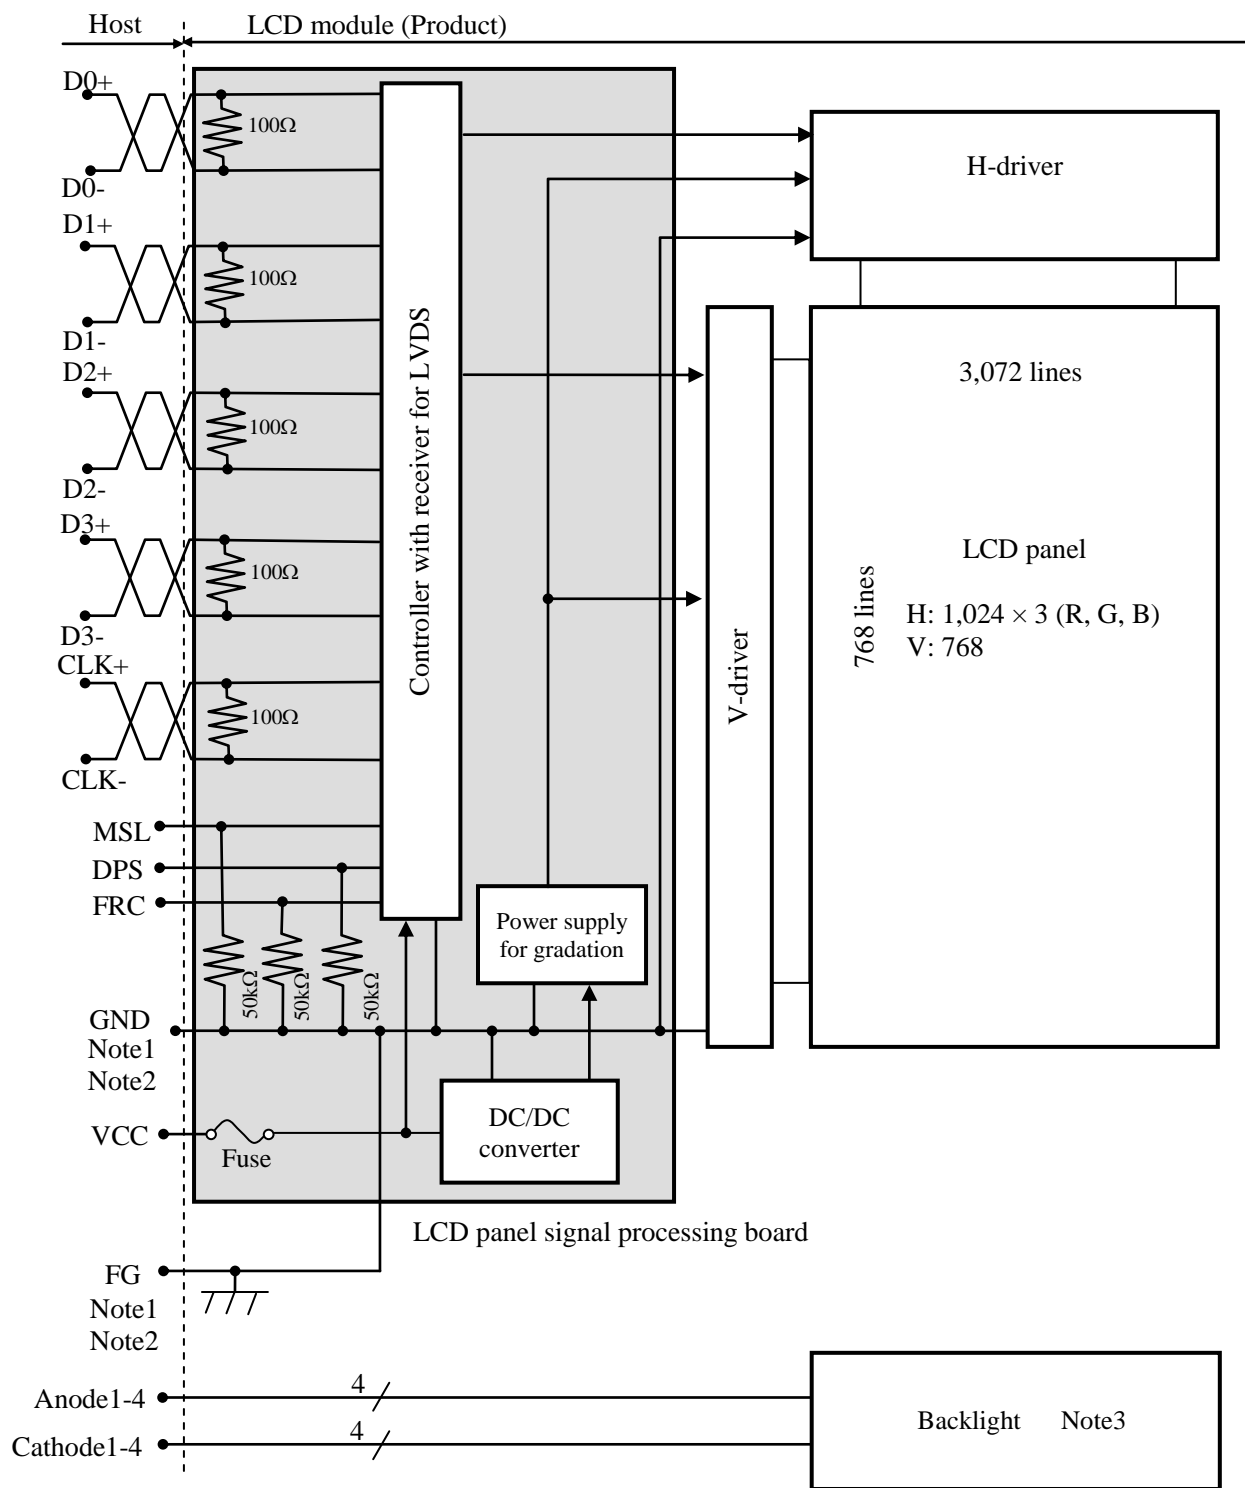 Host
LCD module (Product)
D0+
100Ω
D0-
D1+
100Ω
D1-
D2+
100Ω
D2-
D3+
100Ω
D3-
CLK+
100Ω
CLK-
MSL
DPS
FRC
50kΩ
50kΩ
50kΩ
GND
Note1
Note2
VCC
Fuse
Controller with receiver for LVDS
Power supply
for gradation
DC/DC
converter
LCD panel signal processing board
H-driver
V-driver
3,072 lines
768 lines
LCD panel
H: 1,024 × 3 (R, G, B)
V: 768
FG
Note1
Note2
Anode1-4
4
Cathode1-4
4
Backlight Note3